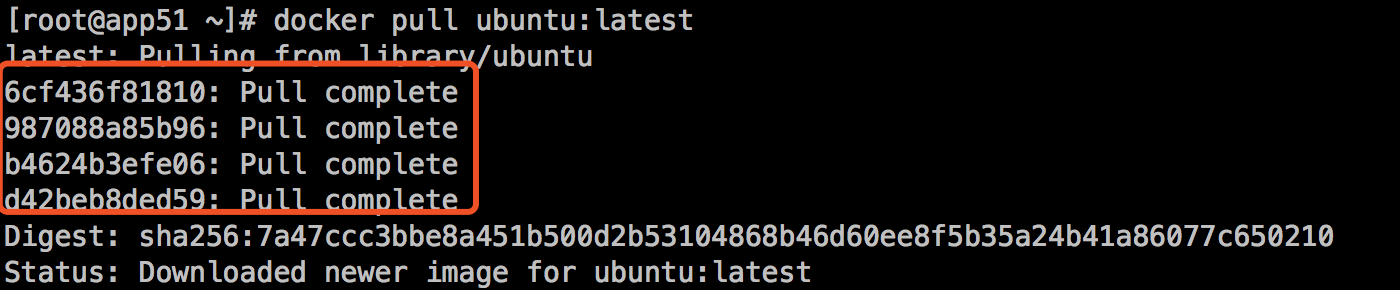 [root@app51 ~]# docker pull ubuntu:latest
latest: Pulling from library/ubuntu
6cf436f81810: Pull complete
987088a85b96: Pull complete
b4624b3efe06: Pull complete
d42beb8ded59: Pull complete
Digest: sha256:7a47ccc3bbe8a451b500d2b53104868b46d60ee8f5b35a24b41a86077c650210
Status: Downloaded newer image for ubuntu:latest